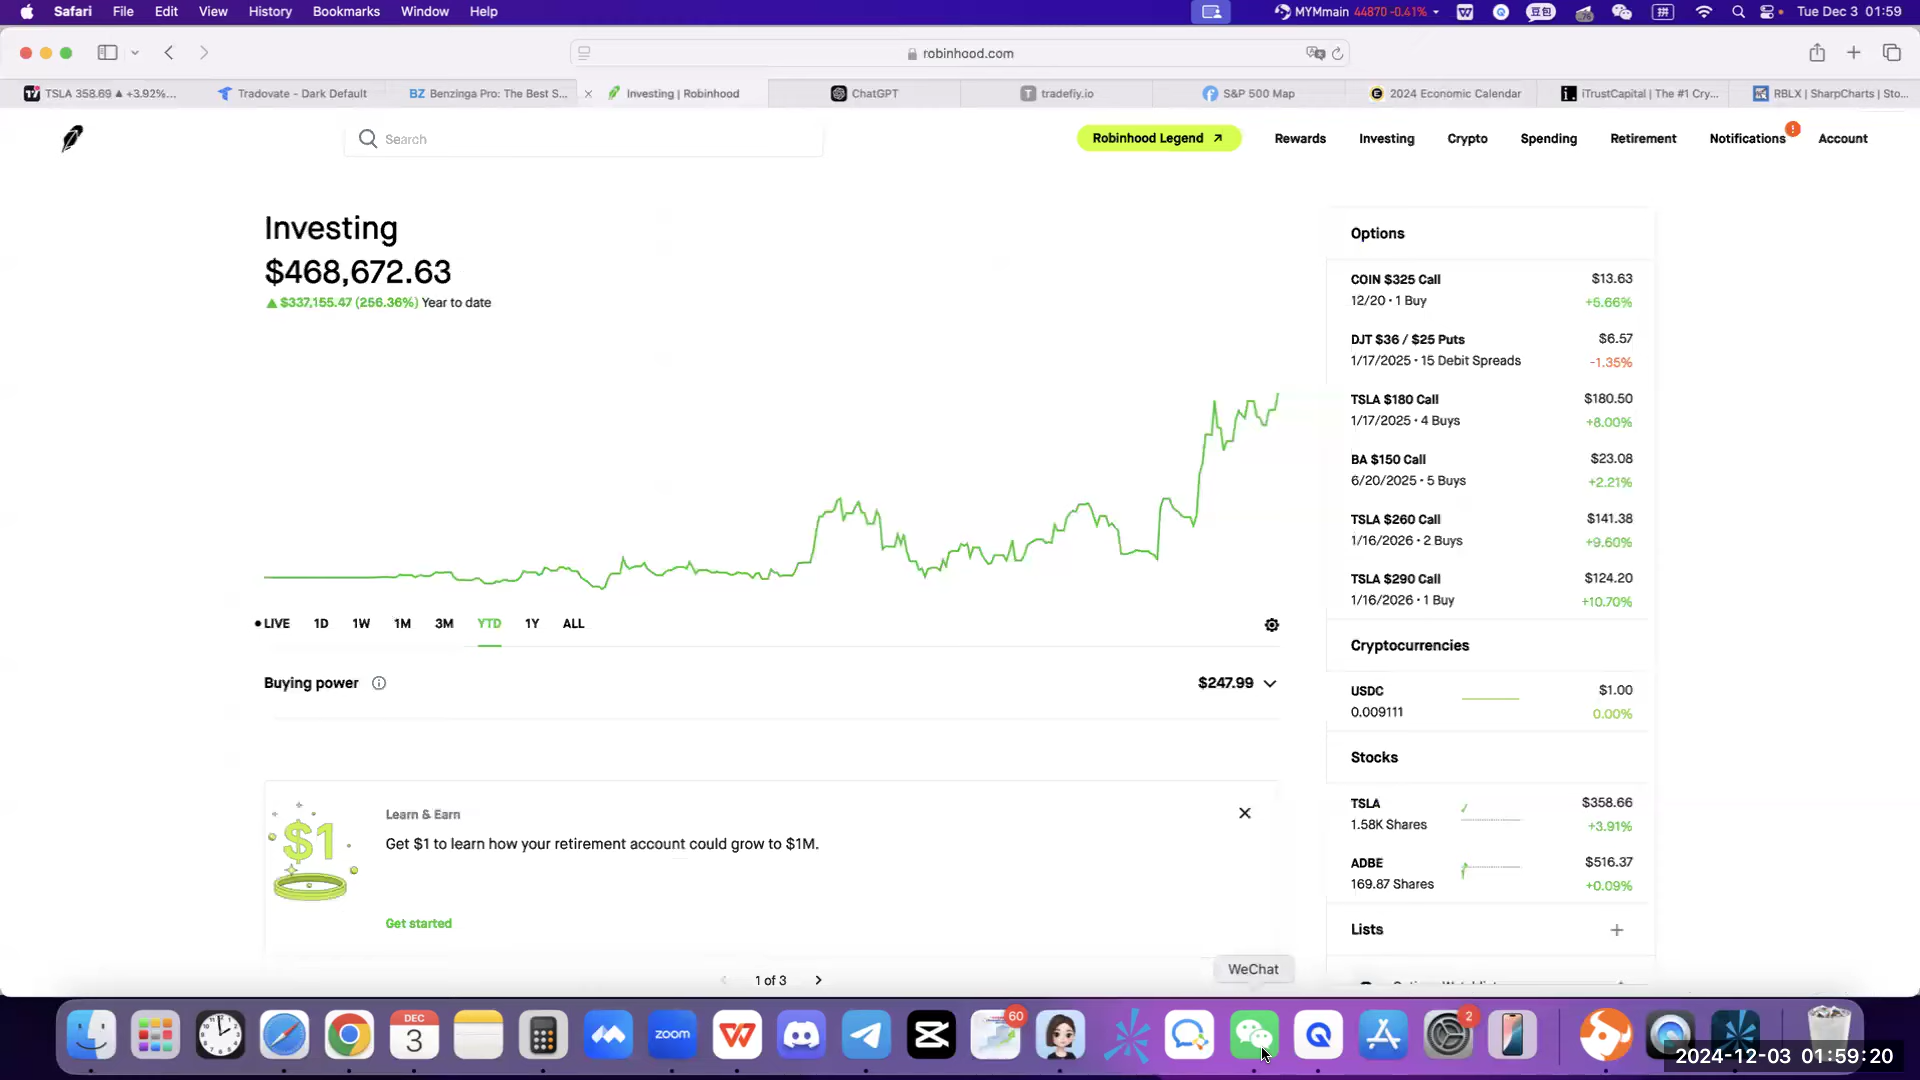 Safari File Edit View History Bookmarks Window Help MYMmain 44870 -0.41% 豆包 拼 Tue Dec 3 01:59
robinhood.com
TSLA 358.69 ▲ +3.92%... Tradovate - Dark Default BZ Benzinga Pro: The Best S... Investing | Robinhood ChatGPT tradefiy.io S&P 500 Map 2024 Economic Calendar iTrustCapital | The #1 Cry... RBLX | SharpCharts | Sto...
Search
Robinhood Legend ↗ Rewards Investing Crypto Spending Retirement Notifications ! Account
Investing
$468,672.63
▲ $337,155.47 (256.36%) Year to date
LIVE 1D 1W 1M 3M YTD 1Y ALL
Buying power $247.99
Learn & Earn
Get $1 to learn how your retirement account could grow to $1M.
$1
Get started
1 of 3
Options
COIN $325 Call $13.63
12/20 • 1 Buy +5.66%
DJT $36 / $25 Puts $6.57
1/17/2025 • 15 Debit Spreads -1.35%
TSLA $180 Call $180.50
1/17/2025 • 4 Buys +8.00%
BA $150 Call $23.08
6/20/2025 • 5 Buys +2.21%
TSLA $260 Call $141.38
1/16/2026 • 2 Buys +9.60%
TSLA $290 Call $124.20
1/16/2026 • 1 Buy +10.70%
Cryptocurrencies
USDC $1.00
0.009111 0.00%
Stocks
TSLA $358.66
1.58K Shares +3.91%
ADBE $516.37
169.87 Shares +0.09%
Lists
WeChat
DEC
3
zoom
60
2
2024-12-03 01:59:20